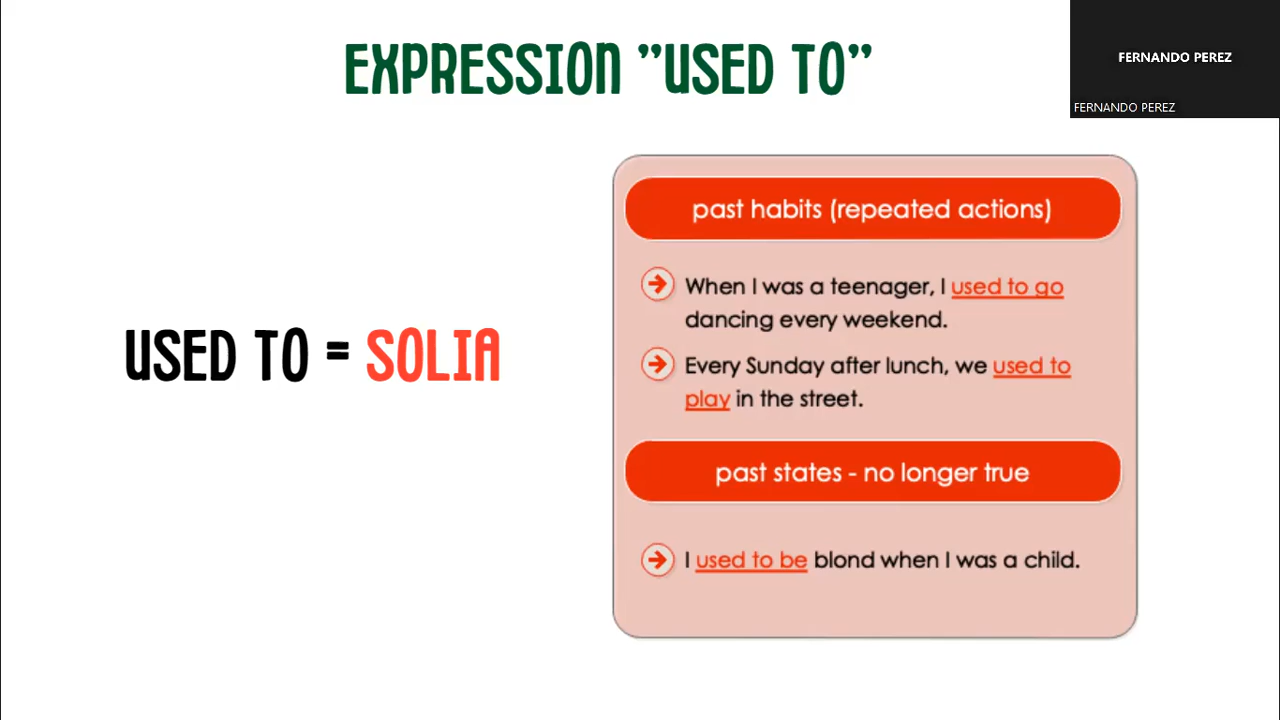 EXPRESSION "USED TO"
FERNANDO PEREZ
FERNANDO PEREZ
USED TO = SOLIA
past habits (repeated actions)
When I was a teenager, I used to go
dancing every weekend.
Every Sunday after lunch, we used to
play in the street.
past states - no longer true
I used to be blond when I was a child.